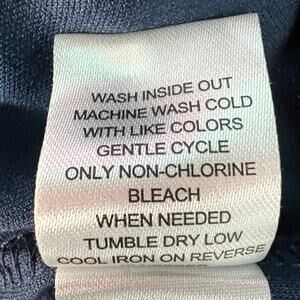 WASH INSIDE OUT
MACHINE WASH COLD
WITH LIKE COLORS
GENTLE CYCLE
ONLY NON-CHLORINE
BLEACH
WHEN NEEDED
TUMBLE DRY LOW
COOL IRON ON REVERSE